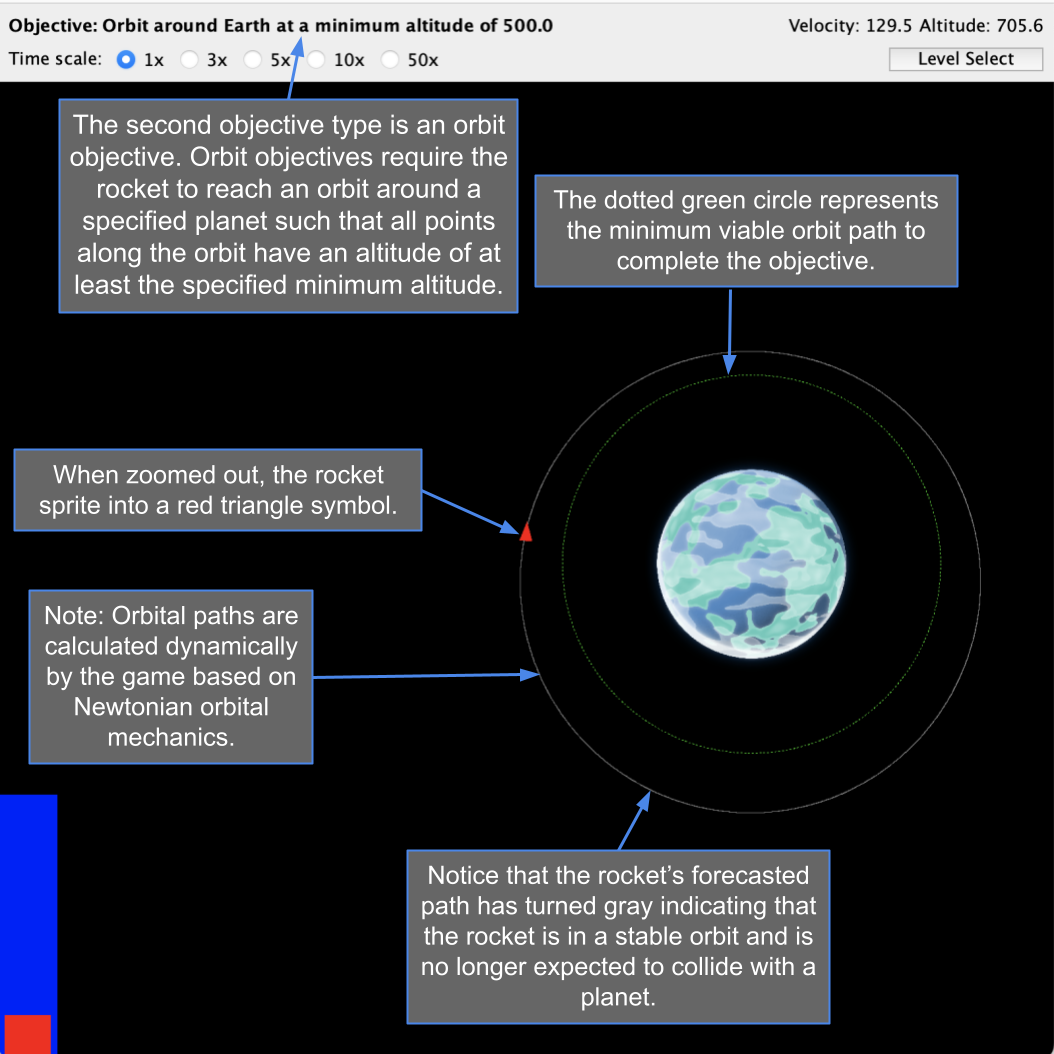 Objective: Orbit around Earth at a minimum altitude of 500.0
Velocity: 129.5 Altitude: 705.6
Time scale: 1x 3x 5x 10x 50x
Level Select
The second objective type is an orbit
objective. Orbit objectives require the
rocket to reach an orbit around a
specified planet such that all points
along the orbit have an altitude of at
least the specified minimum altitude.
The dotted green circle represents
the minimum viable orbit path to
complete the objective.
When zoomed out, the rocket
sprite into a red triangle symbol.
Note: Orbital paths are
calculated dynamically
by the game based on
Newtonian orbital
mechanics.
Notice that the rocket’s forecasted
path has turned gray indicating that
the rocket is in a stable orbit and is
no longer expected to collide with a
planet.